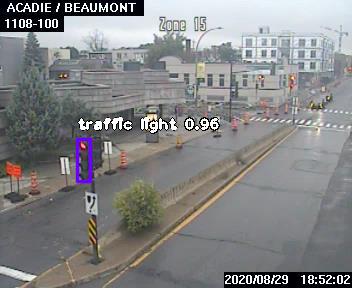 ACADIE / BEAUMONT
1108-100
Zone 15
traffic light 0.96
2020/08/29 18:52:02